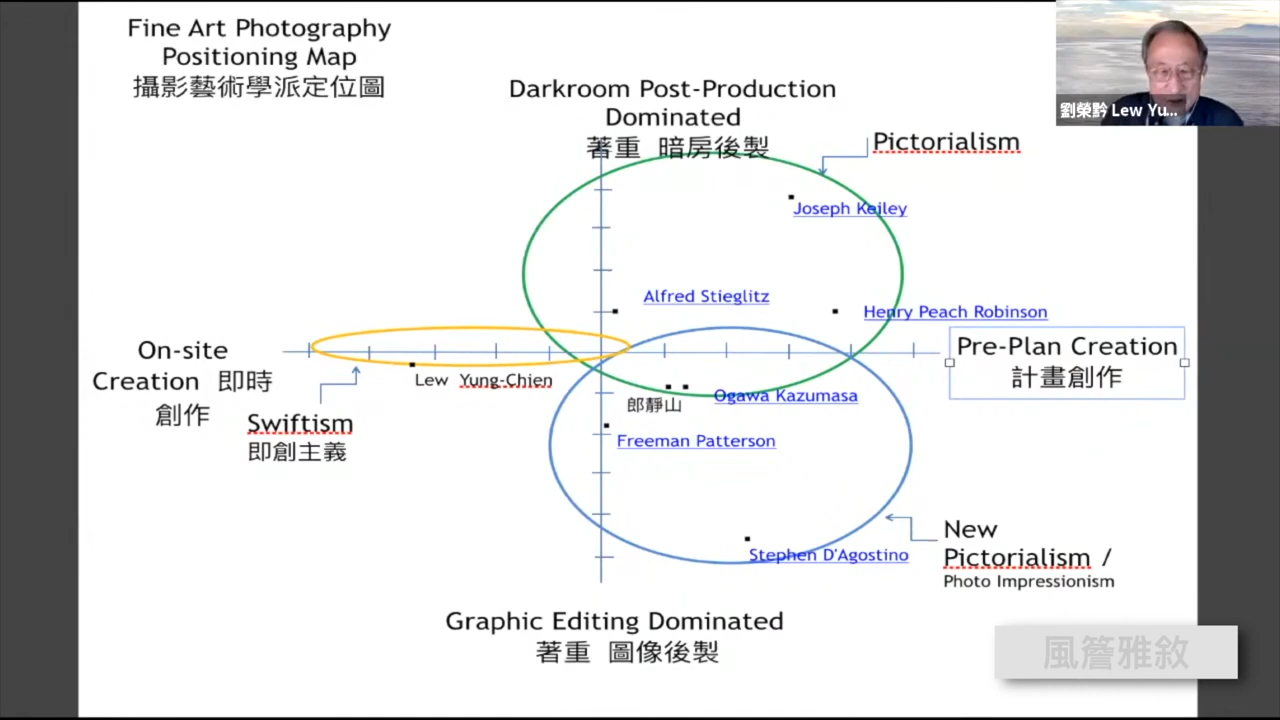 Fine Art Photography
Positioning Map
攝影藝術學派定位圖
劉榮黔 Lew Yu...
Darkroom Post-Production
Dominated
著重 暗房後製
Pictorialism
Joseph Keiley
Alfred Stieglitz
Henry Peach Robinson
On-site
Creation 即時
創作
Pre-Plan Creation
計畫創作
Lew Yung-Chien
Swiftism
即創主義
郎靜山
Ogawa Kazumasa
Freeman Patterson
New
Pictorialism /
Photo Impressionism
Stephen D'Agostino
Graphic Editing Dominated
著重 圖像後製
風簷雅敘